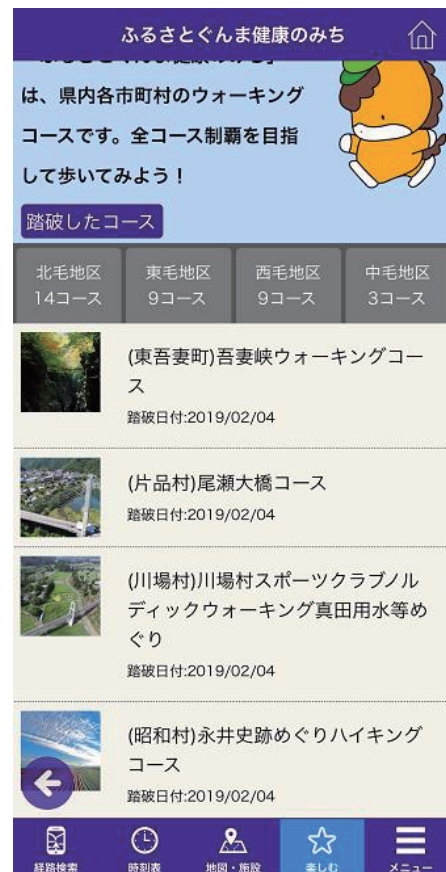 ふるさとぐんま健康のみち
は、県内各市町村のウォーキング
コースです。全コース制覇を目指
して歩いてみよう！
踏破したコース
北毛地区 東毛地区 西毛地区 中毛地区
14コース 9コース 9コース 3コース
(東吾妻町)吾妻峡ウォーキングコー
ス
踏破日付:2019/02/04
(片品村)尾瀬大橋コース
踏破日付:2019/02/04
(川場村)川場村スポーツクラブノル
ディックウォーキング真田用水等め
ぐり
踏破日付:2019/02/04
(昭和村)永井史跡めぐりハイキング
コース
踏破日付:2019/02/04
経路検索 時刻表 地図・施設 楽しむ メニュー